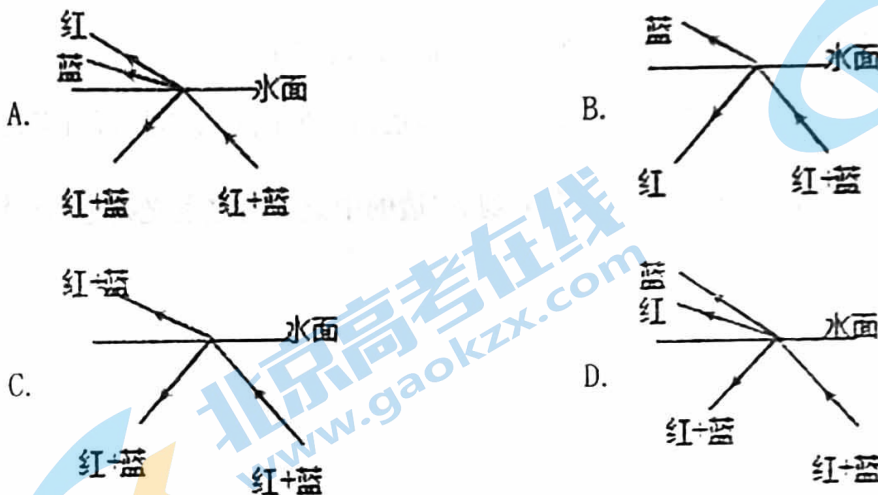 红
蓝
水面
A.
红+蓝 红+蓝
蓝
水面
B.
红 红+蓝
红+蓝
水面
C.
红+蓝
红+蓝
蓝
红
水面
D.
红+蓝
红+蓝
北京高考在线
www.gaokzx.com